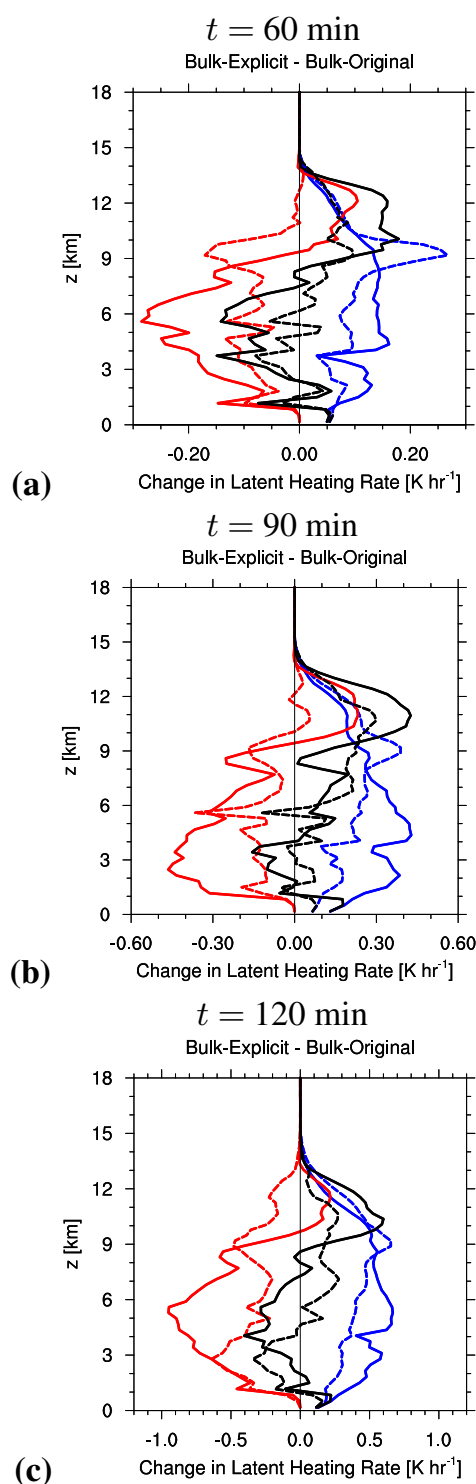 t = 60 min
Bulk-Explicit - Bulk-Original
18
15
12
9
6
3
0
z [km]
-0.20 0.00 0.20
(a) Change in Latent Heating Rate [K hr-1]
t = 90 min
Bulk-Explicit - Bulk-Original
18
15
12
9
6
3
0
z [km]
-0.60 -0.30 0.00 0.30 0.60
(b) Change in Latent Heating Rate [K hr-1]
t = 120 min
Bulk-Explicit - Bulk-Original
18
15
12
9
6
3
0
z [km]
-1.0 -0.5 0.0 0.5 1.0
(c) Change in Latent Heating Rate [K hr-1]